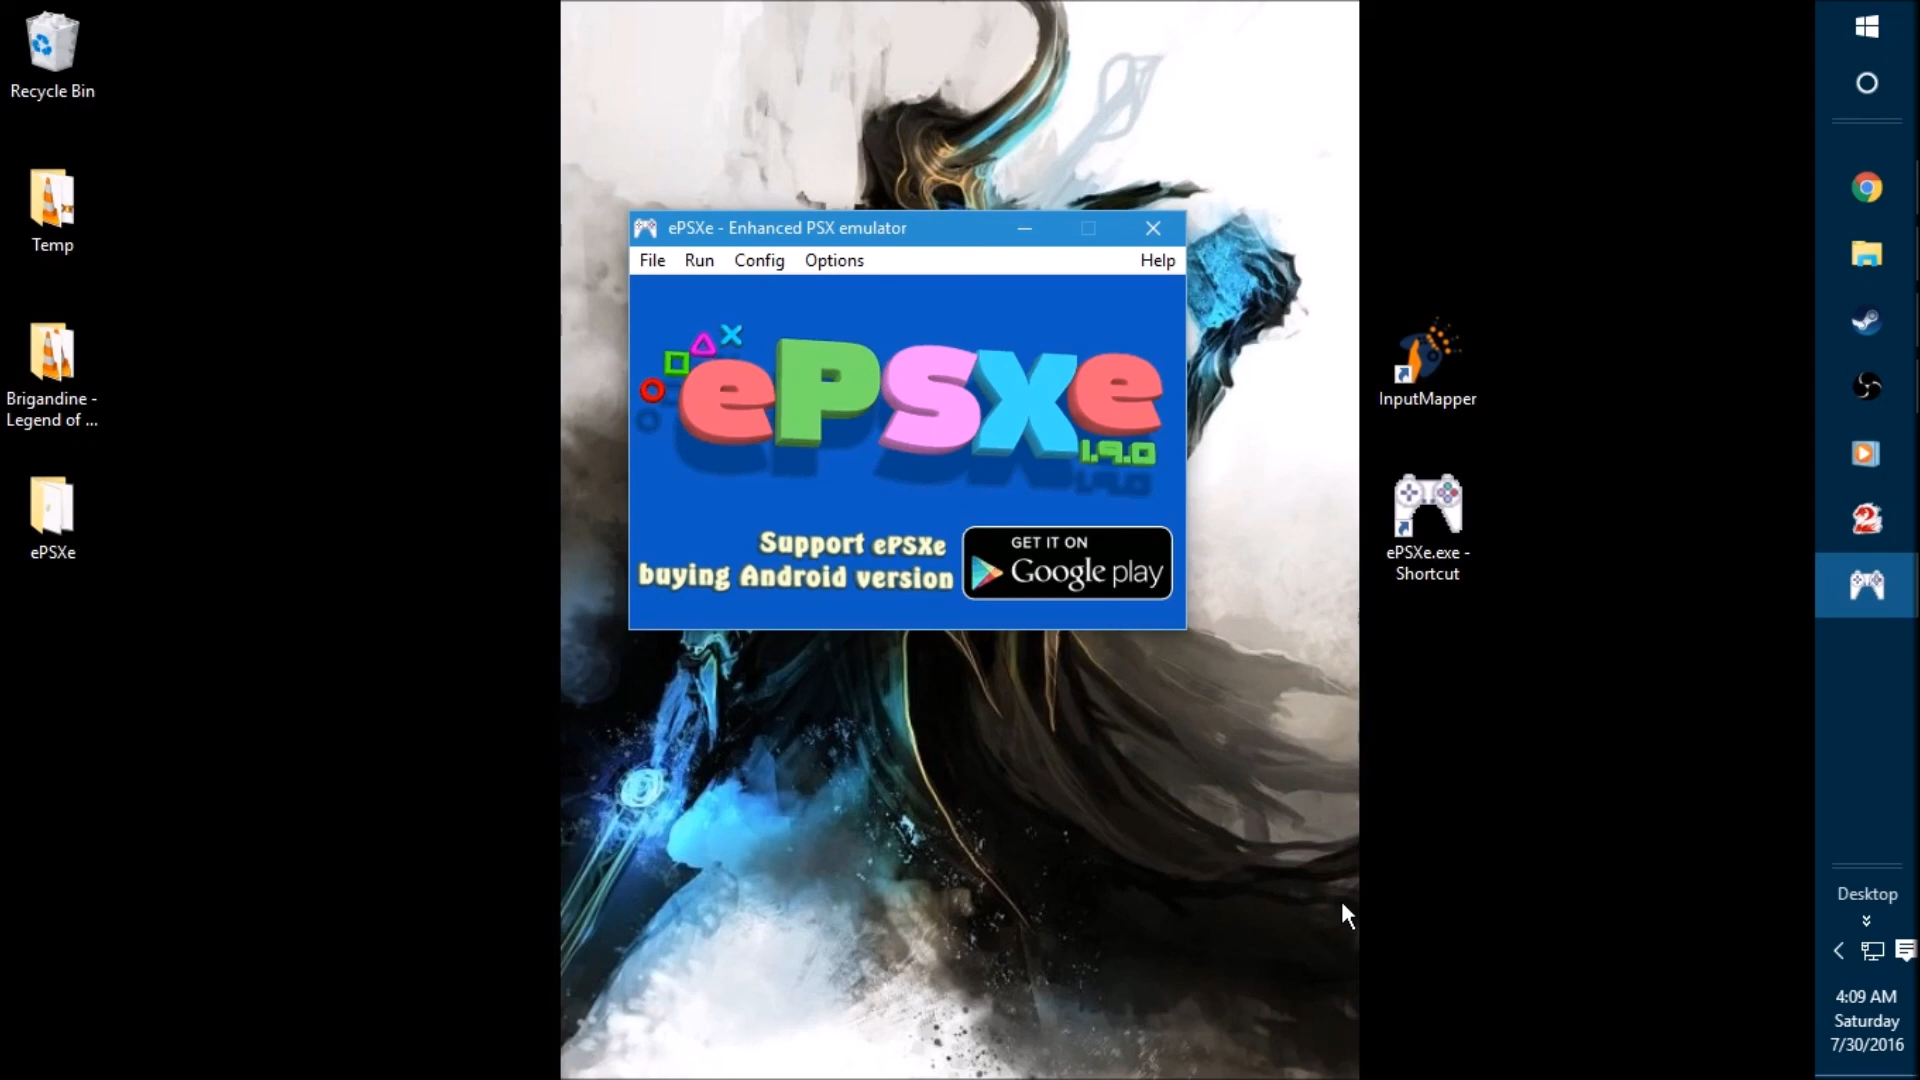 Recycle Bin
Temp
Brigandine -
Legend of ...
ePSXe
ePSXe - Enhanced PSX emulator
File Run Config Options Help
ePSXe
1.9.0
Support ePSXe
buying Android version
GET IT ON
Google play
InputMapper
ePSXe.exe -
Shortcut
2
Desktop
4:09 AM
Saturday
7/30/2016